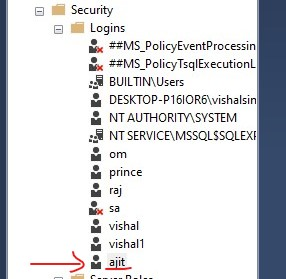 Security
Logins
##MS_PolicyEventProcessin
##MS_PolicyTsqlExecutionL
BUILTIN\Users
DESKTOP-P16IOR6\vishalsin
NT AUTHORITY\SYSTEM
NT SERVICE\MSSQL$SQLEXP
om
prince
raj
sa
vishal
vishal1
ajit
Server Roles